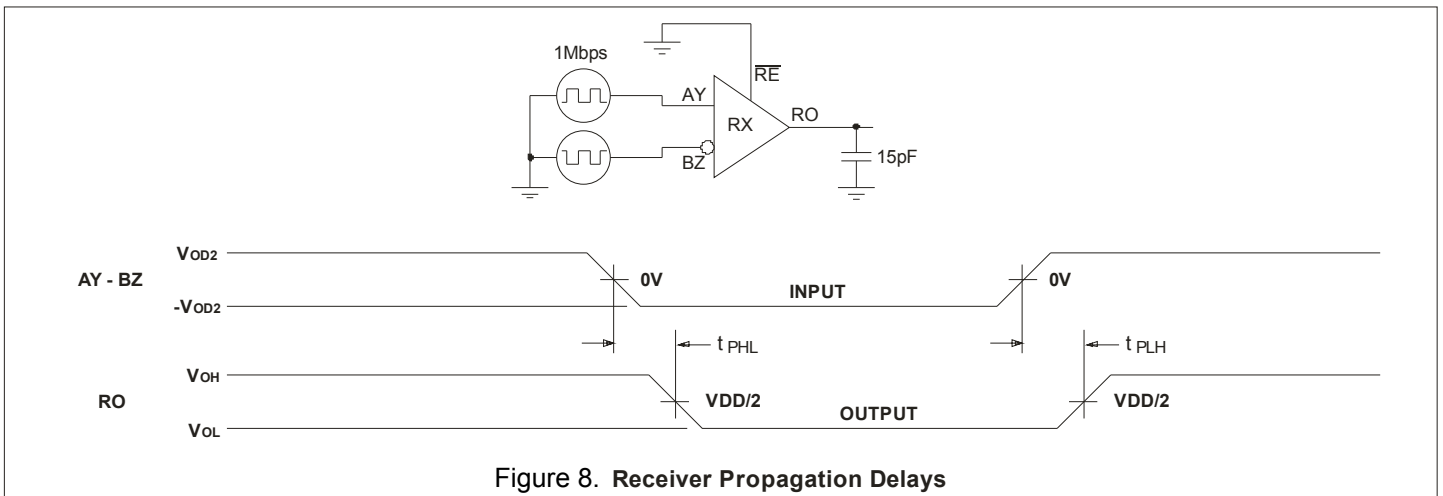 1Mbps
RE
AY
RO
RX
BZ
15pF
VOD2
AY - BZ
0V
0V
INPUT
-VOD2
t PHL
t PLH
VOH
RO
VDD/2
VDD/2
OUTPUT
VOL
Figure 8. Receiver Propagation Delays